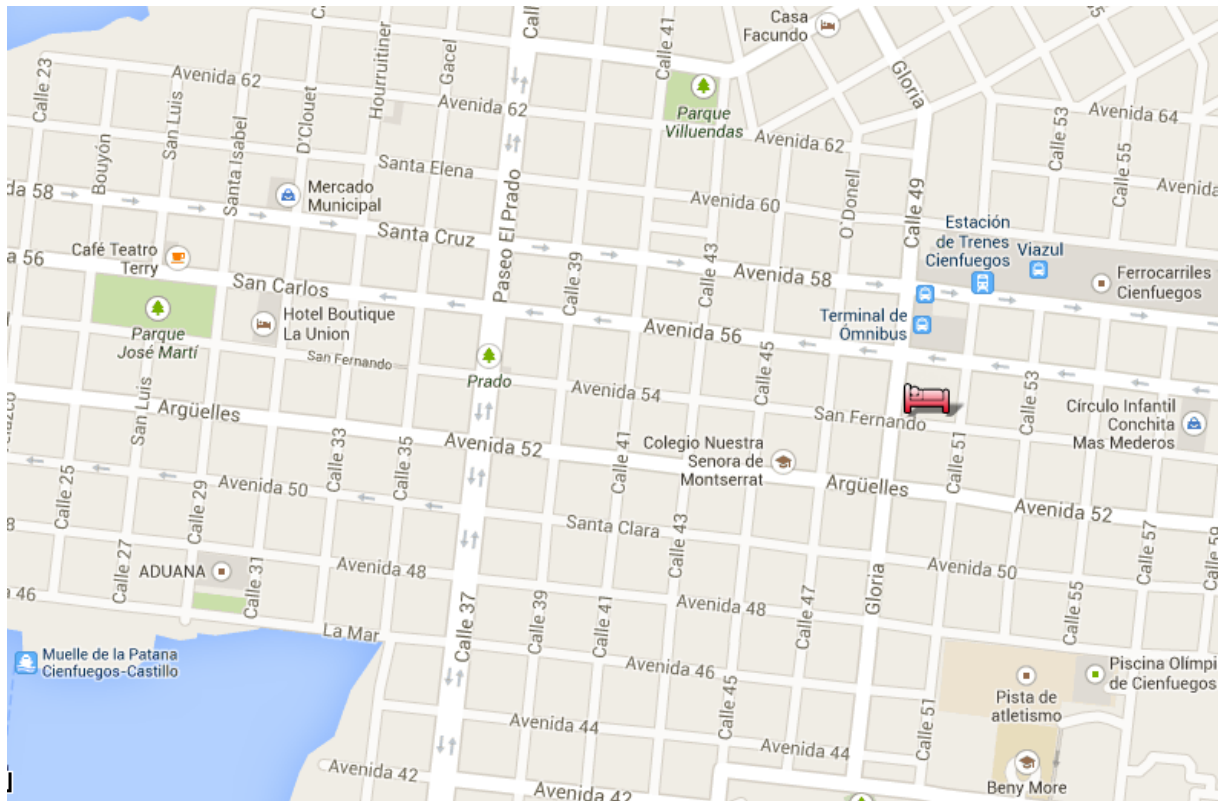 Casa
Facundo
Calle 41
Calle 23
Avenida 62
San Luis
Santa Isabel
D'Clouet
Hourruitiner
Gacel
Avenida 62
Parque
Villuendas
Avenida 62
Gloria
Calle 53
Avenida 64
Calle 55
Bouyón
Santa Elena
Mercado
Municipal
Paseo El Prado
Avenida 60
O'Donell
Calle 49
Avenida
da 58
Santa Cruz
Estación
de Trenes
Cienfuegos
Viazul
Café Teatro
Terry
a 56
San Carlos
Calle 39
Calle 43
Avenida 58
Ferrocarriles
Cienfuegos
Parque
José Martí
Hotel Boutique
La Union
Avenida 56
Terminal de
Ómnibus
San Fernando
Prado
Avenida 54
Calle 45
San Fernando
Calle 53
Círculo Infantil
Conchita
Mas Mederos
San Luis
Argüelles
Calle 33
Calle 35
Avenida 52
Calle 41
Colegio Nuestra
Senora de
Montserrat
Argüelles
Calle 51
Avenida 52
Calle 25
Calle 29
Avenida 50
Santa Clara
Calle 43
Calle 57
Calle 59
Calle 27
ADUANA
Calle 31
Avenida 48
Avenida 50
Gloria
Calle 55
46
La Mar
Calle 37
Calle 39
Calle 41
Avenida 48
Calle 47
Muelle de la Patana
Cienfuegos-Castillo
Avenida 46
Calle 45
Calle 51
Pista de
atletismo
Piscina Olímpi
de Cienfuegos
Avenida 44
Avenida 44
Avenida 42
Avenida 42
Beny More